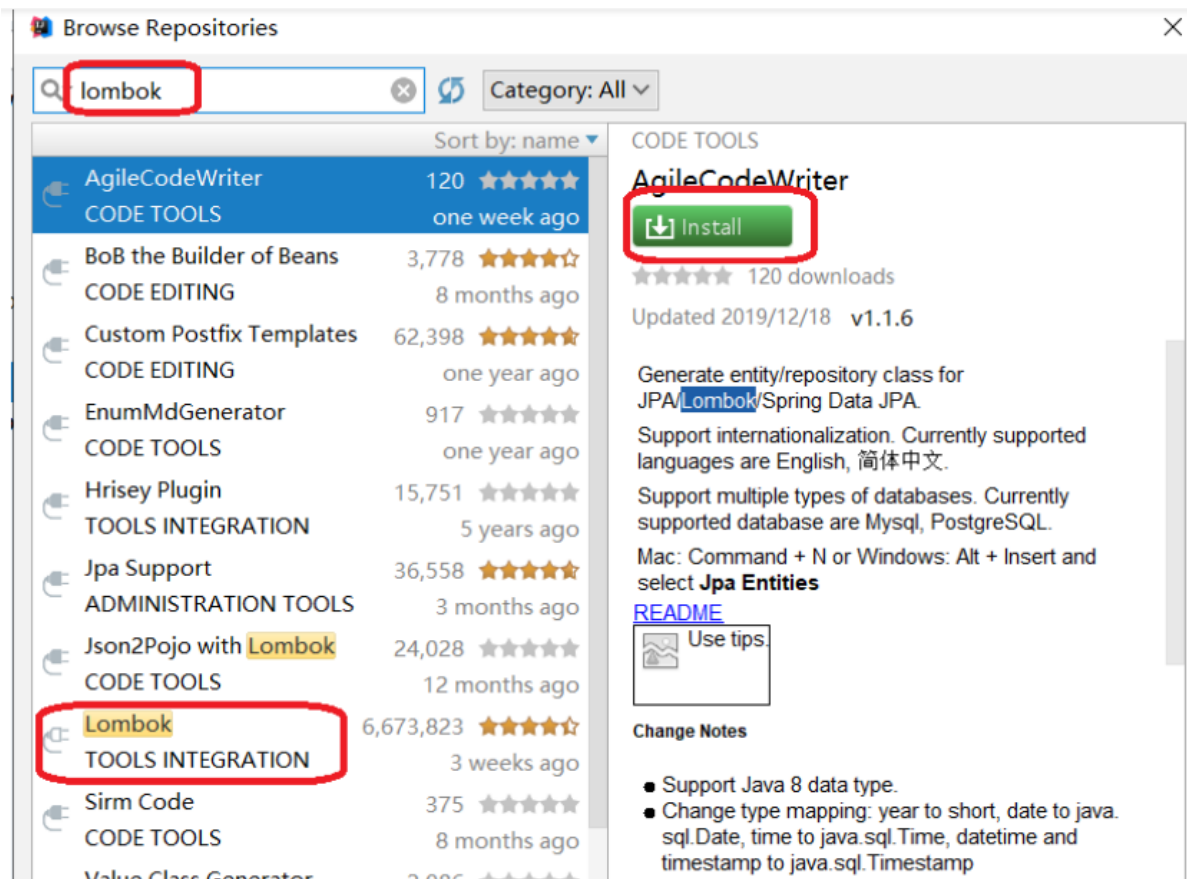 Browse Repositories
lombok
Category: All
Sort by: name
AgileCodeWriter 120
CODE TOOLS one week ago
BoB the Builder of Beans 3,778
CODE EDITING 8 months ago
Custom Postfix Templates 62,398
CODE EDITING one year ago
EnumMdGenerator 917
CODE TOOLS one year ago
Hrisey Plugin 15,751
TOOLS INTEGRATION 5 years ago
Jpa Support 36,558
ADMINISTRATION TOOLS 3 months ago
Json2Pojo with Lombok 24,028
CODE TOOLS 12 months ago
Lombok 6,673,823
TOOLS INTEGRATION 3 weeks ago
Sirm Code 375
CODE TOOLS 8 months ago
Value Class Generator
CODE TOOLS
AgileCodeWriter
Install
120 downloads
Updated 2019/12/18 v1.1.6
Generate entity/repository class for
JPA/Lombok/Spring Data JPA.
Support internationalization. Currently supported
languages are English, 简体中文.
Support multiple types of databases. Currently
supported database are Mysql, PostgreSQL.
Mac: Command + N or Windows: Alt + Insert and
select Jpa Entities
README
Use tips.
Change Notes
Support Java 8 data type.
Change type mapping: year to short, date to java.
sql.Date, time to java.sql.Time, datetime and
timestamp to java.sql.Timestamp